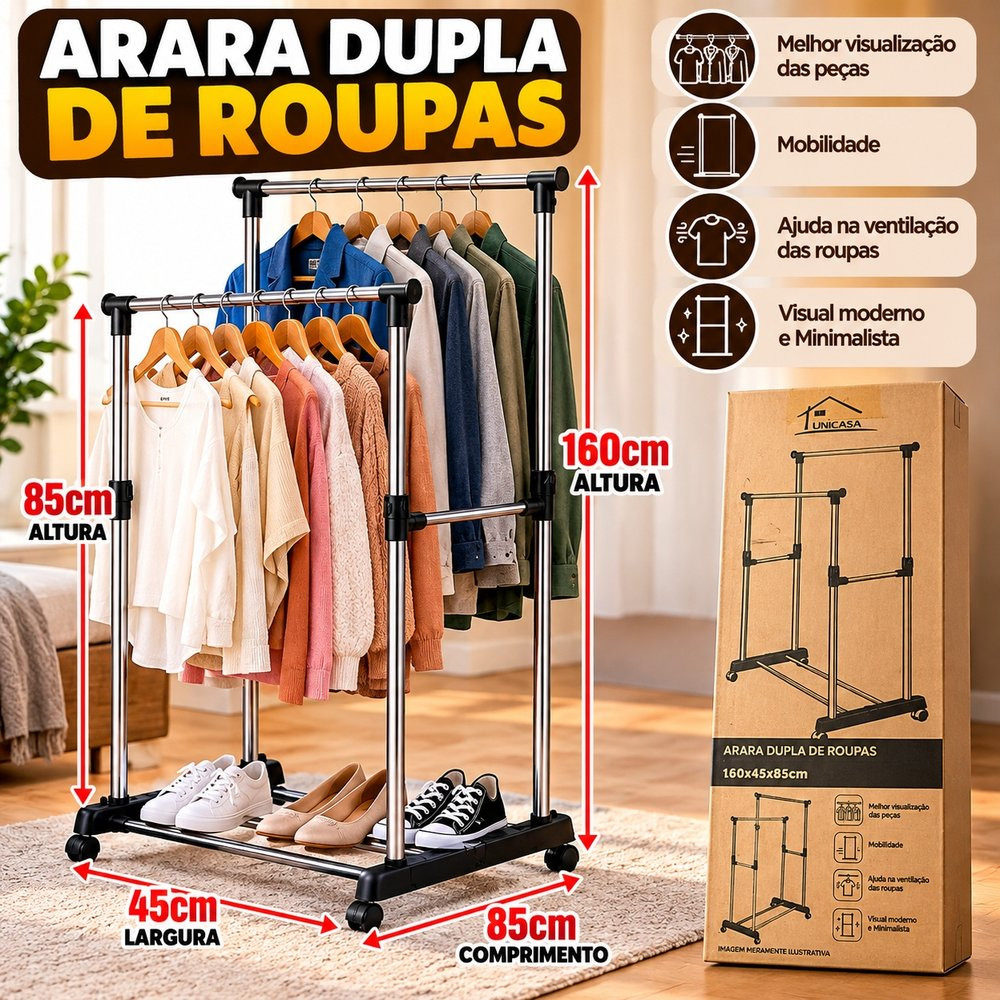 ARARA DUPLA
DE ROUPAS
Melhor visualização
das peças
Mobilidade
Ajuda na ventilação
das roupas
Visual moderno
e Minimalista
160cm
ALTURA
85cm
ALTURA
45cm
LARGURA
85cm
COMPRIMENTO
UNICASA
ARARA DUPLA DE ROUPAS
160x45x85cm
Melhor visualização
das peças
Mobilidade
Ajuda na ventilação
das roupas
Visual moderno
e Minimalista
IMAGEM MERAMENTE ILUSTRATIVA